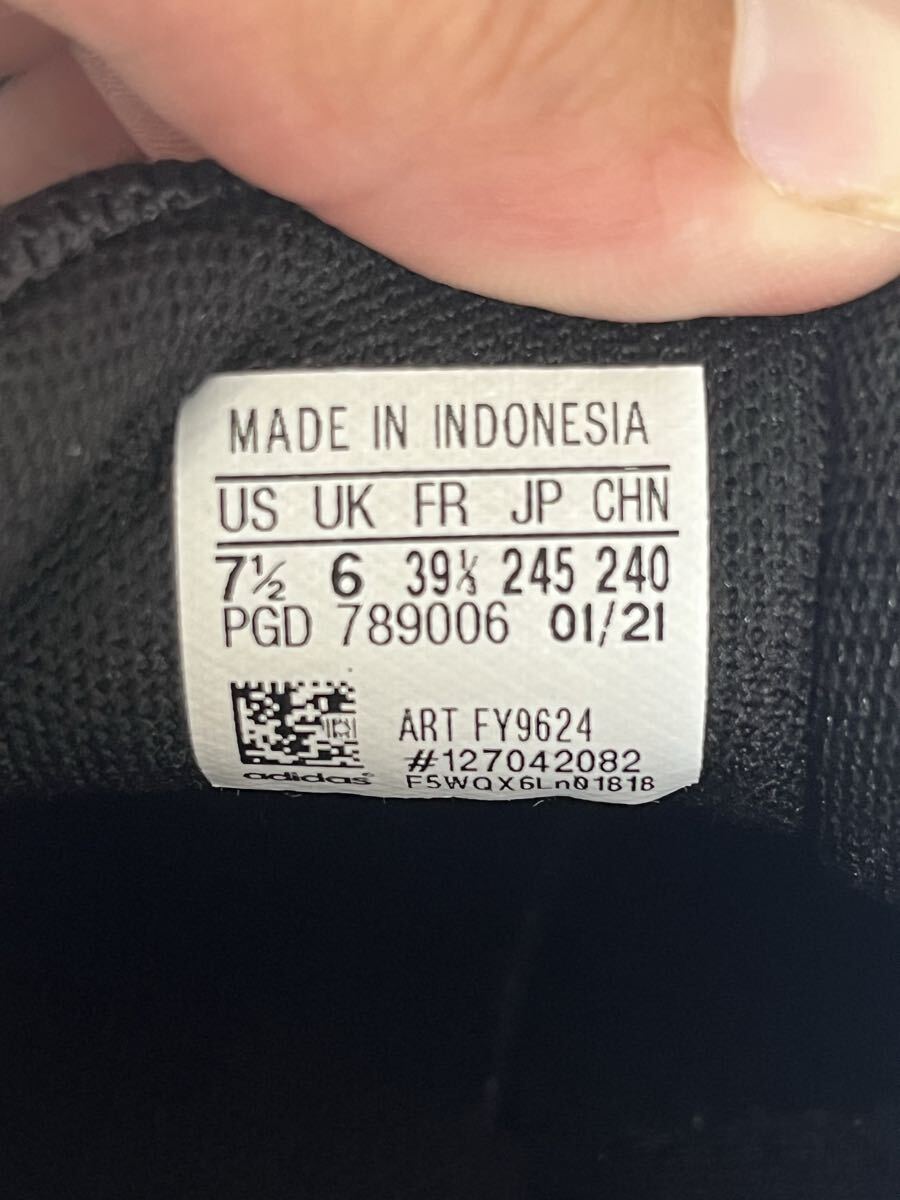 MADE IN INDONESIA
US UK FR JP CHN
7½ 6 39⅓ 245 240
PGD 789006 01/21
ART FY9624
#127042082
adidas F5WQX6Ln01818